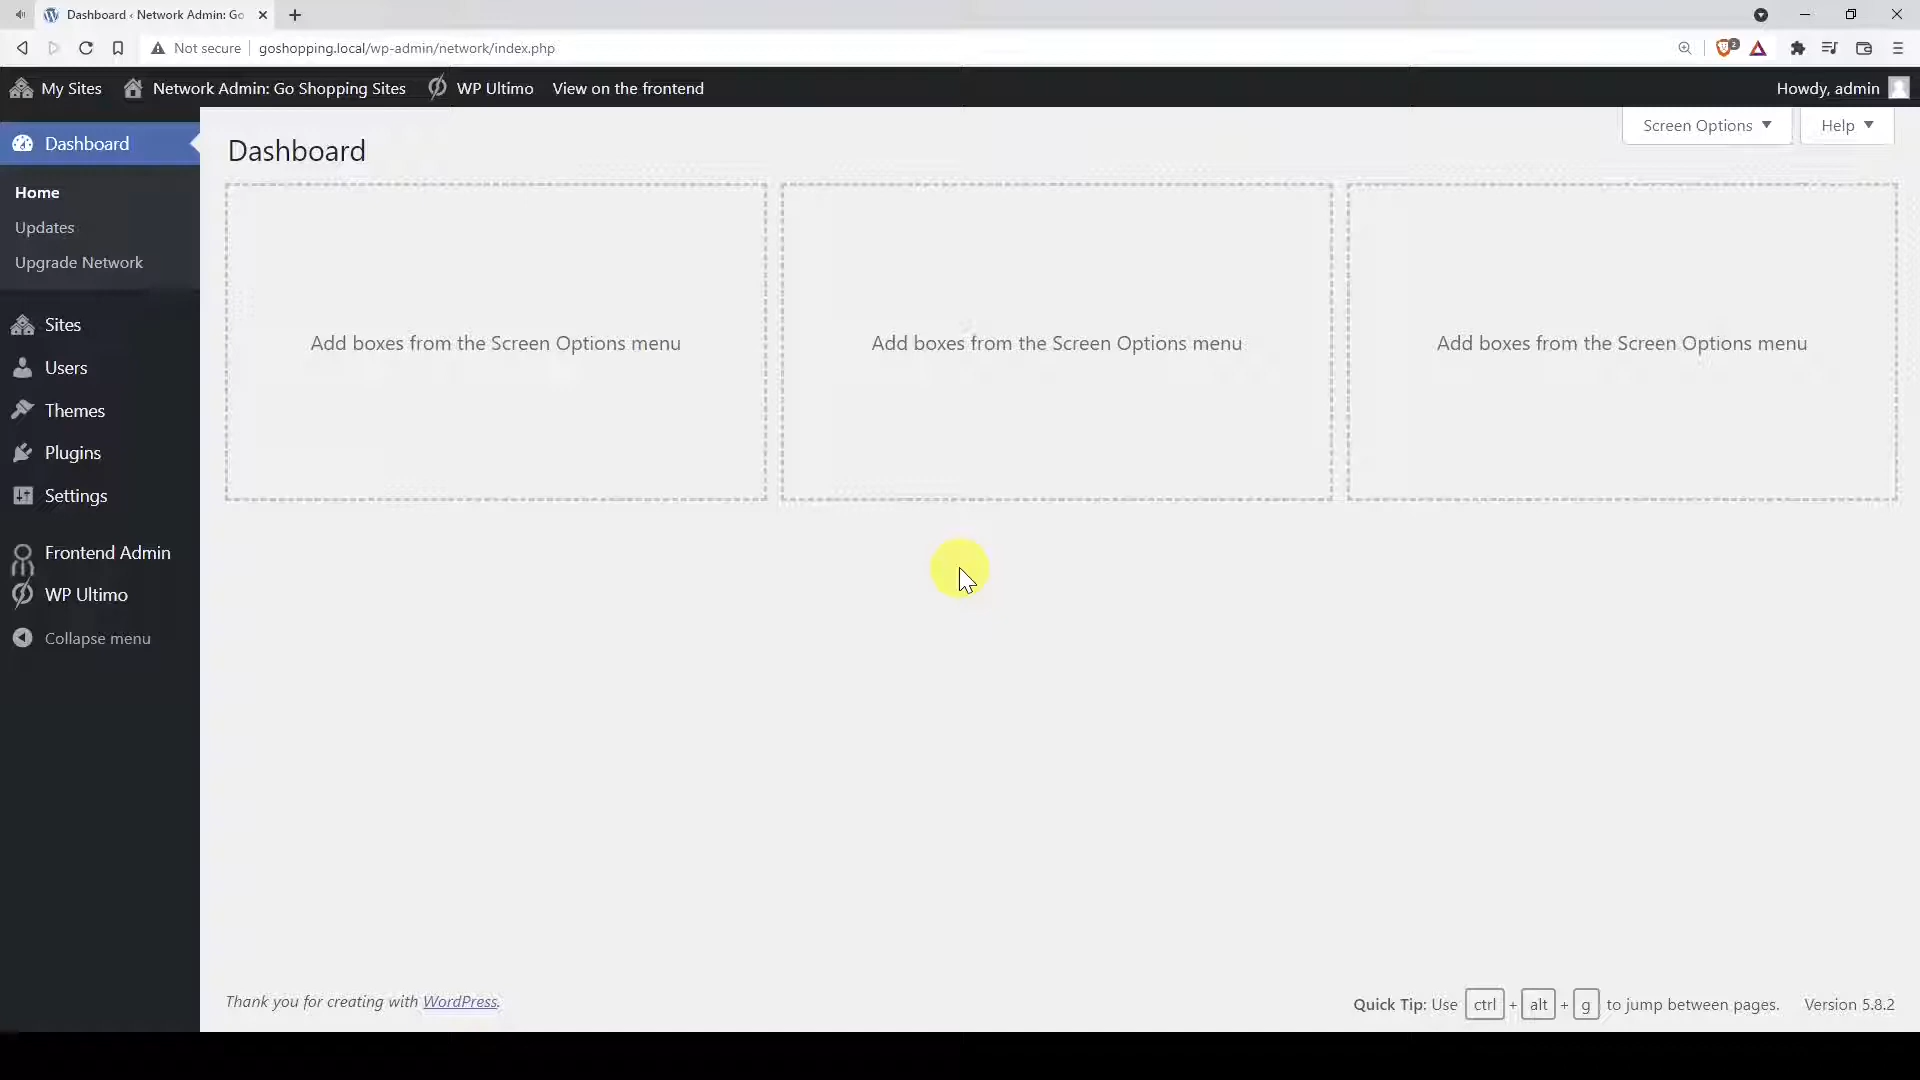 Dashboard ‹ Network Admin: Go
Not secure
goshopping.local/wp-admin/network/index.php
2
My Sites
Network Admin: Go Shopping Sites
WP Ultimo
View on the frontend
Howdy, admin
Dashboard
Home
Updates
Upgrade Network
Sites
Users
Themes
Plugins
Settings
Frontend Admin
WP Ultimo
Collapse menu
Screen Options
Help
Dashboard
Add boxes from the Screen Options menu
Add boxes from the Screen Options menu
Add boxes from the Screen Options menu
Thank you for creating with WordPress.
Quick Tip: Use ctrl + alt + g to jump between pages.
Version 5.8.2